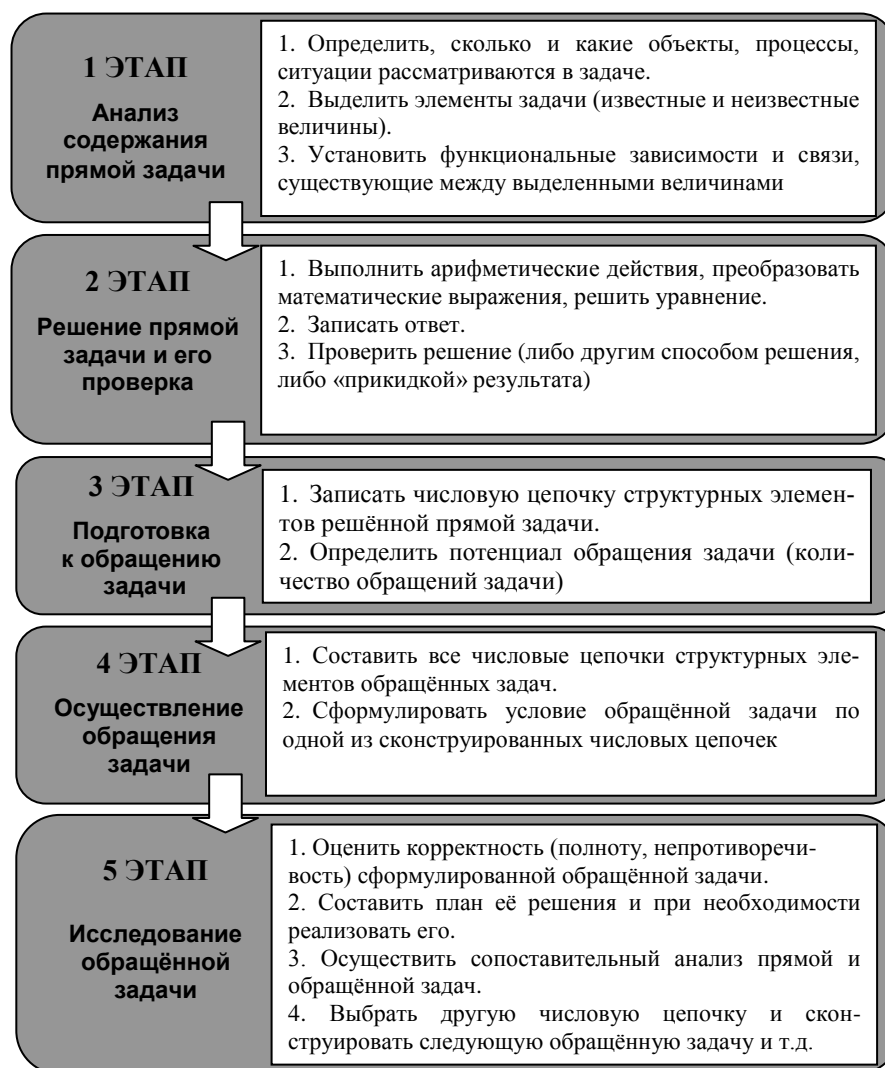 1 ЭТАП
Анализ
содержания
прямой задачи
1. Определить, сколько и какие объекты, процессы,
ситуации рассматриваются в задаче.
2. Выделить элементы задачи (известные и неизвестные
величины).
3. Установить функциональные зависимости и связи,
существующие между выделенными величинами
2 ЭТАП
Решение прямой
задачи и его
проверка
1. Выполнить арифметические действия, преобразовать
математические выражения, решить уравнение.
2. Записать ответ.
3. Проверить решение (либо другим способом решения,
либо «прикидкой» результата)
3 ЭТАП
Подготовка
к обращению
задачи
1. Записать числовую цепочку структурных элемен-
тов решённой прямой задачи.
2. Определить потенциал обращения задачи (коли-
чество обращений задачи)
4 ЭТАП
Осуществление
обращения
задачи
1. Составить все числовые цепочки структурных эле-
ментов обращённых задач.
2. Сформулировать условие обращённой задачи по
одной из сконструированных числовых цепочек
5 ЭТАП
Исследование
обращённой
задачи
1. Оценить корректность (полноту, непротиворечи-
вость) сформулированной обращённой задачи.
2. Составить план её решения и при необходимости
реализовать его.
3. Осуществить сопоставительный анализ прямой и
обращённой задач.
4. Выбрать другую числовую цепочку и скон-
струировать следующую обращённую задачу и т.д.